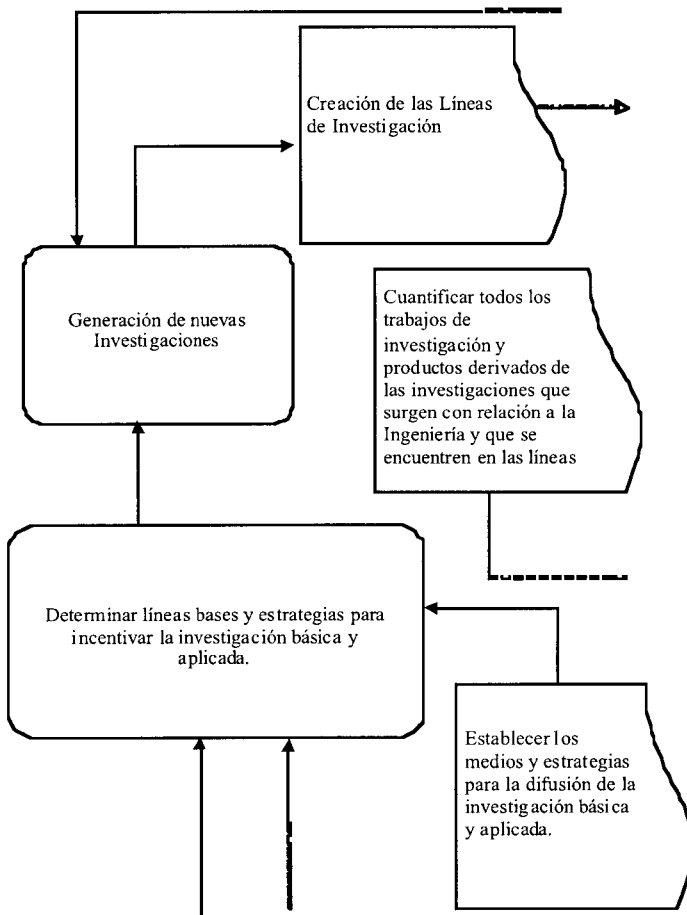 Creación de las Líneas
de Investigación
Generación de nuevas
Investigaciones
Cuantificar todos los
trabajos de
investigación y
productos derivados de
las investigaciones que
surgen con relación a la
Ingeniería y que se
encuentren en las líneas
Determinar líneas bases y estrategias para
incentivar la investigación básica y
aplicada.
Establecer los
medios y estrategias
para la difusión de la
investigación básica
y aplicada.